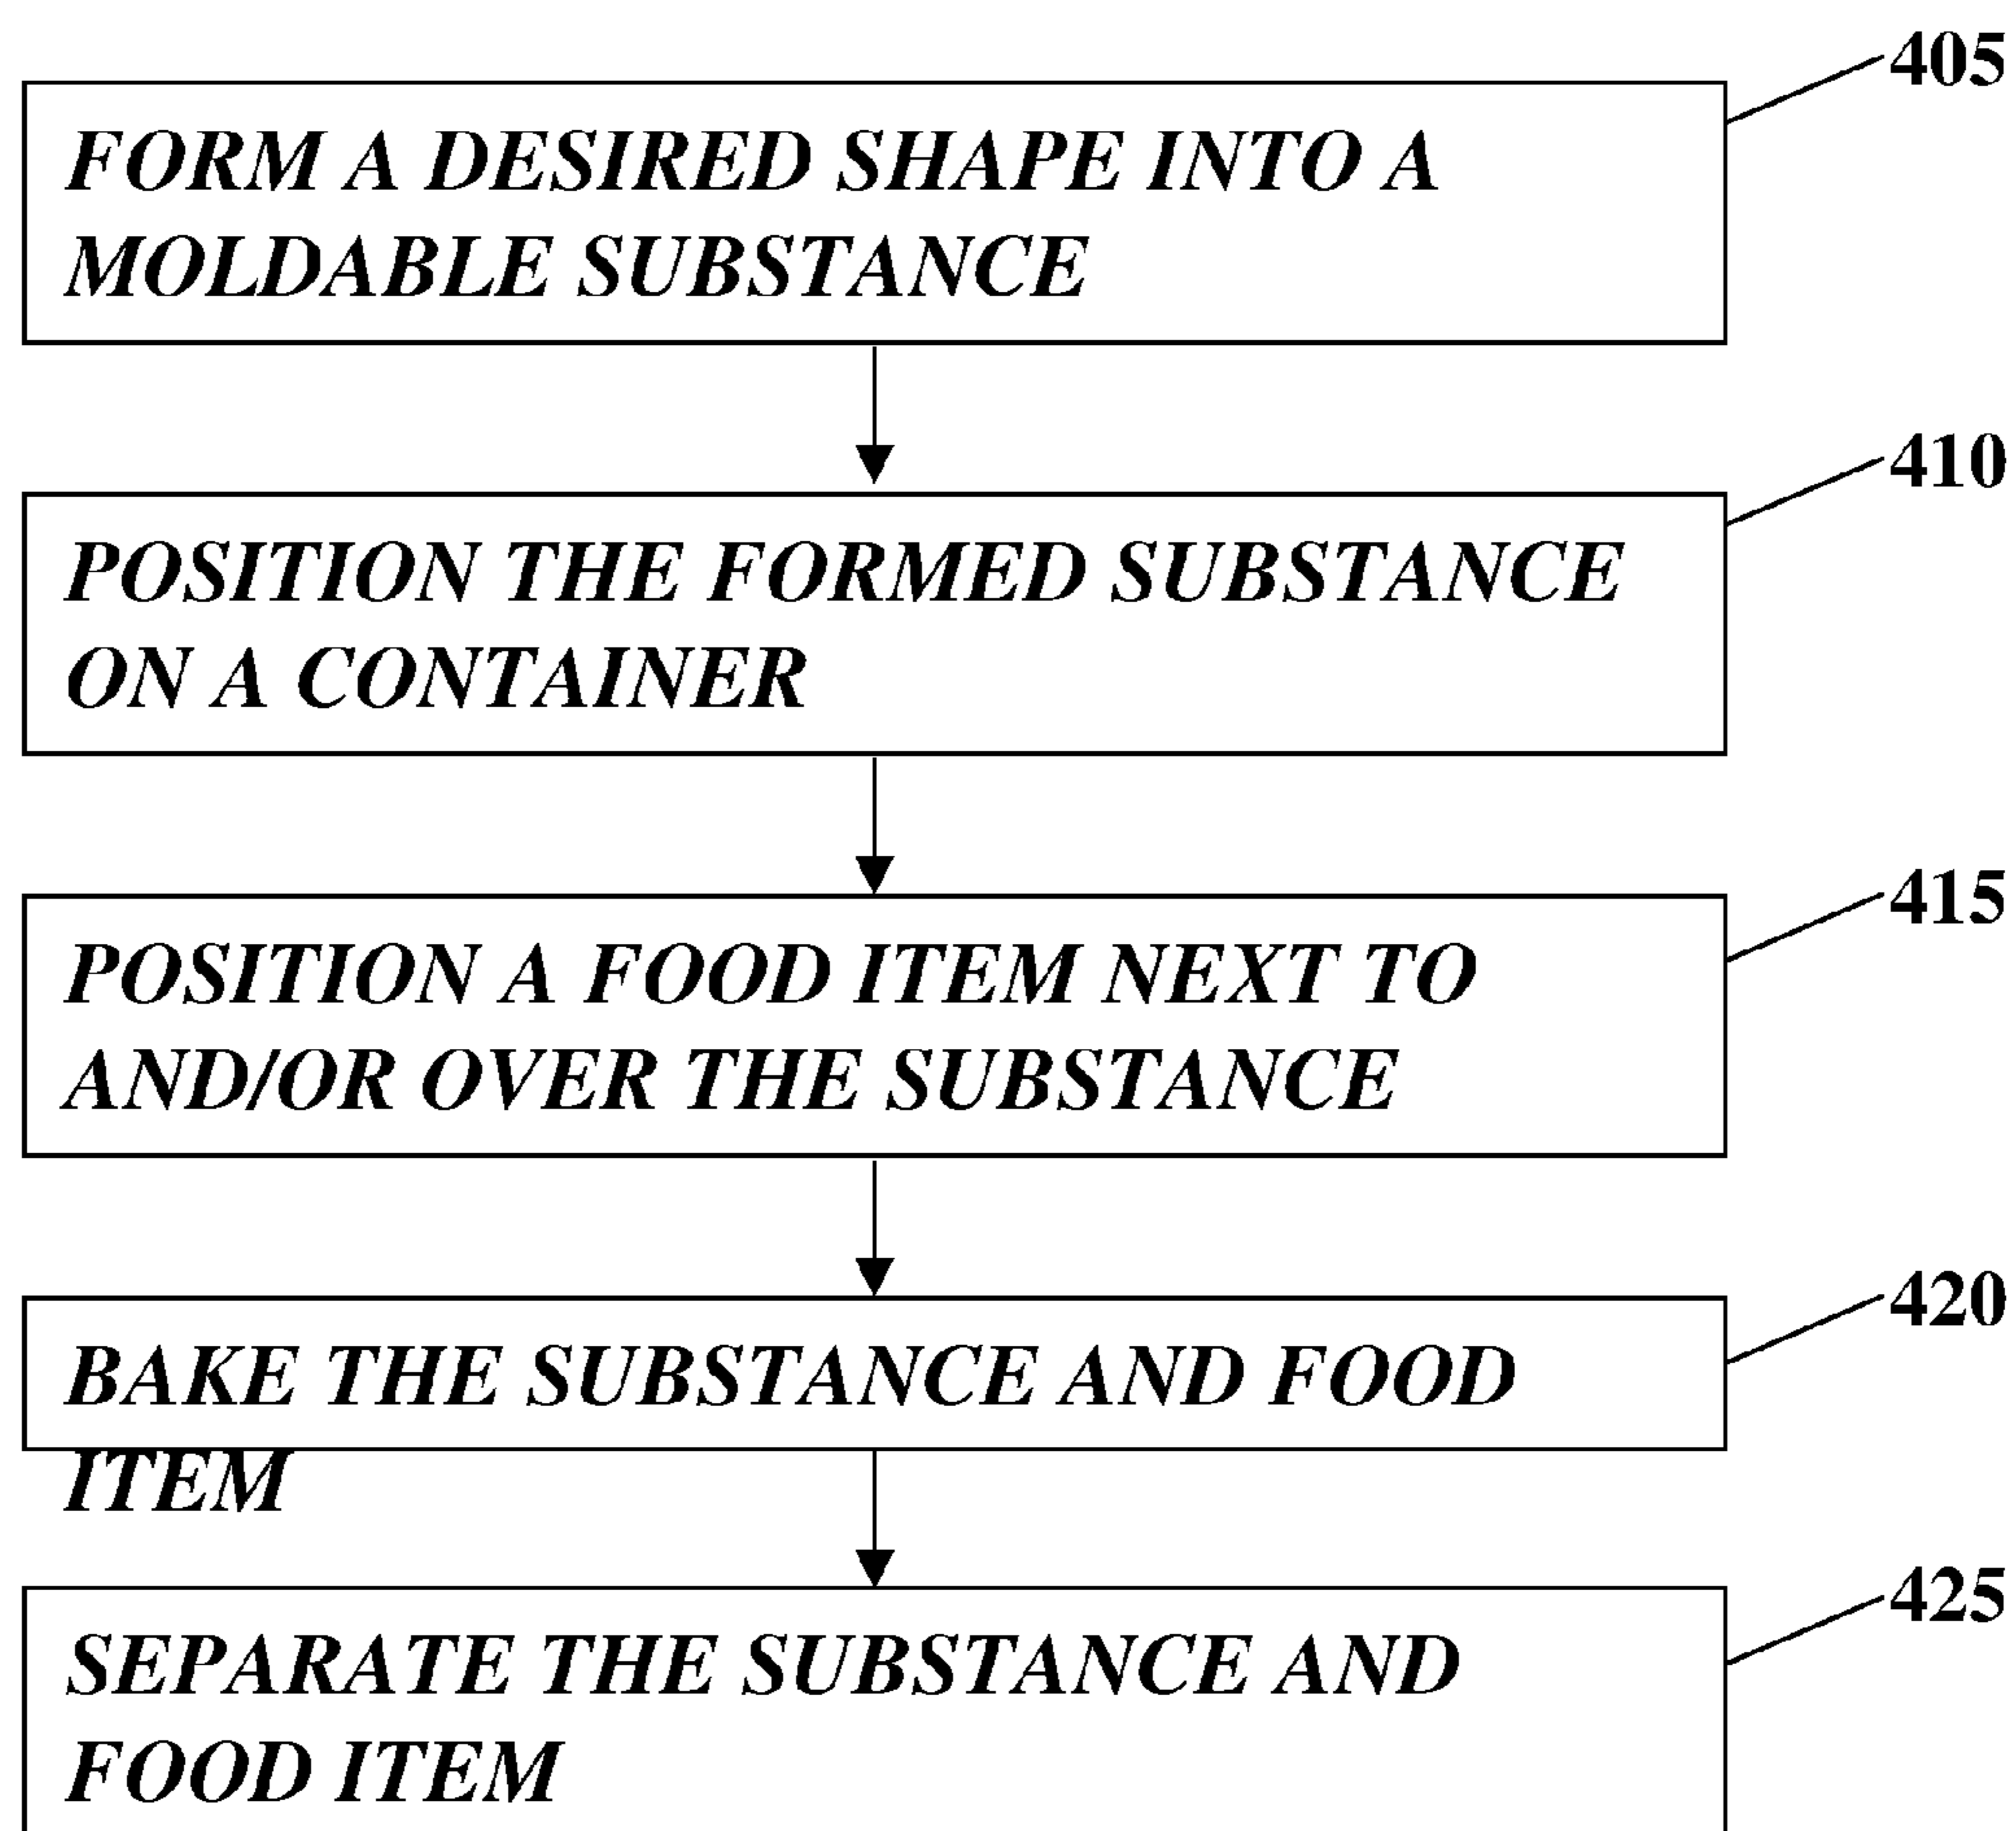 405
FORM A DESIRED SHAPE INTO A
MOLDABLE SUBSTANCE
410
POSITION THE FORMED SUBSTANCE
ON A CONTAINER
415
POSITION A FOOD ITEM NEXT TO
AND/OR OVER THE SUBSTANCE
420
BAKE THE SUBSTANCE AND FOOD
ITEM
425
SEPARATE THE SUBSTANCE AND
FOOD ITEM